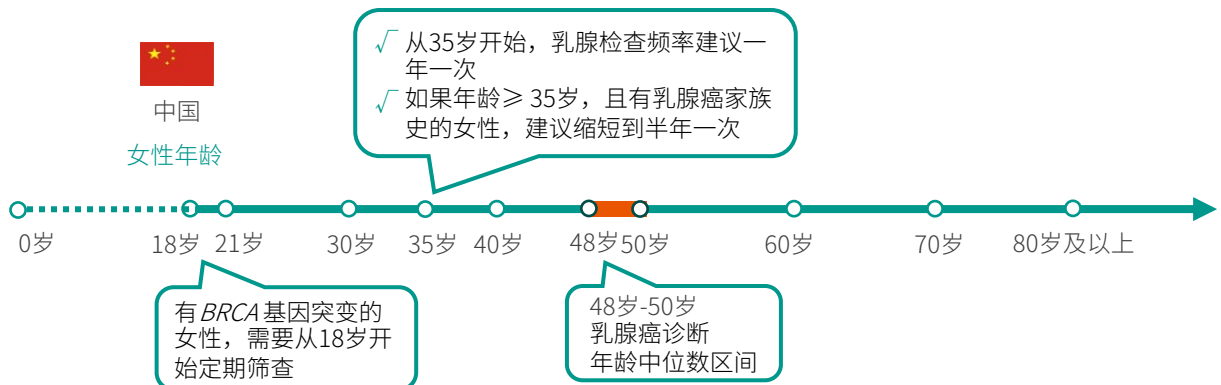 √ 从35岁开始，乳腺检查频率建议一
年一次
√ 如果年龄≥ 35岁，且有乳腺癌家族
史的女性，建议缩短到半年一次
中国
女性年龄
0岁
18岁
21岁
30岁
35岁
40岁
48岁
50岁
60岁
70岁
80岁及以上
有BRCA基因突变的
女性，需要从18岁开
始定期筛查
48岁-50岁
乳腺癌诊断
年龄中位数区间